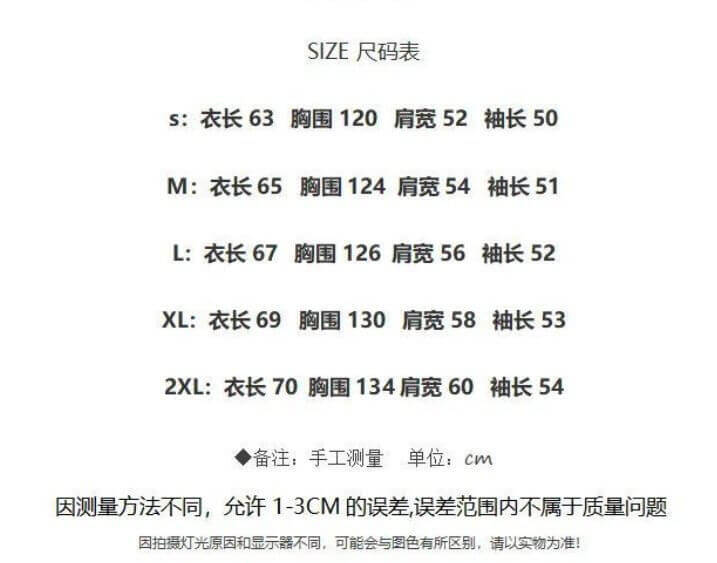 SIZE 尺码表
s：衣长 63 胸围 120 肩宽 52 袖长 50
M：衣长 65 胸围 124 肩宽 54 袖长 51
L：衣长 67 胸围 126 肩宽 56 袖长 52
XL：衣长 69 胸围 130 肩宽 58 袖长 53
2XL：衣长 70 胸围 134 肩宽 60 袖长 54
◆备注：手工测量 单位：cm
因测量方法不同，允许 1-3CM 的误差,误差范围内不属于质量问题
因拍摄灯光原因和显示器不同，可能会与图色有所区别，请以实物为准！